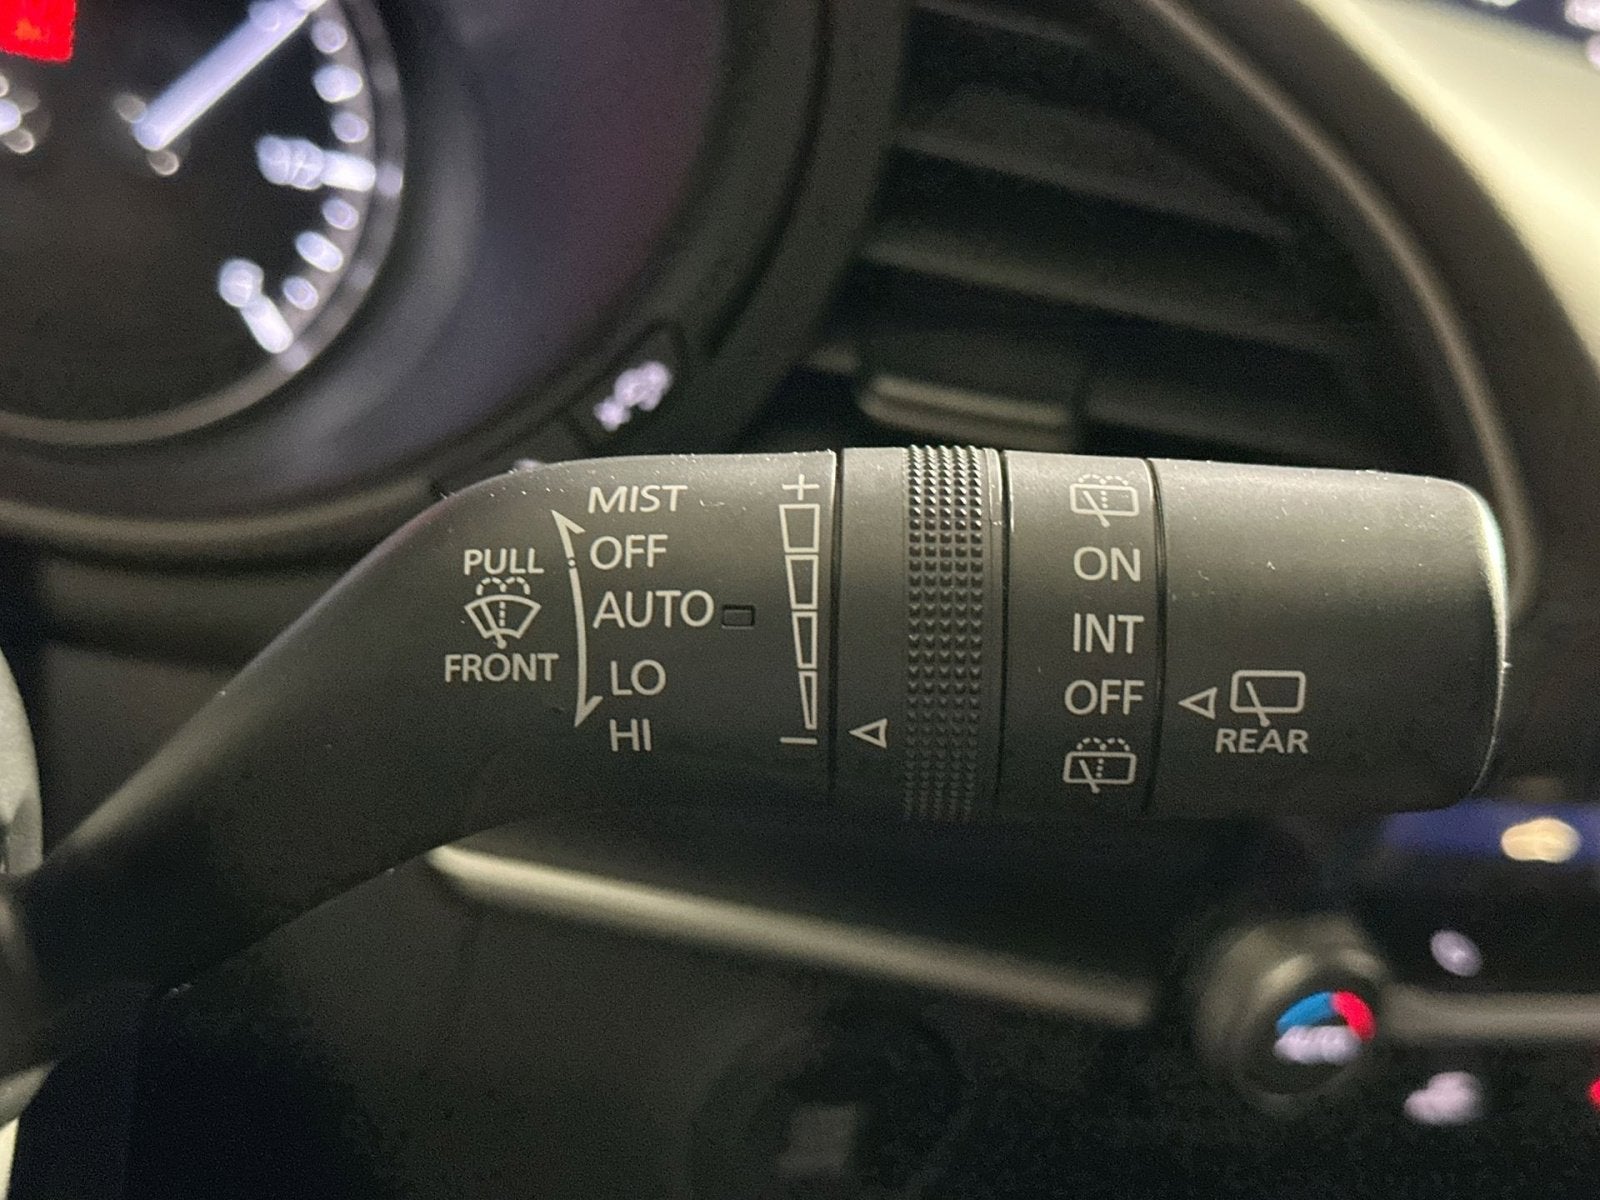 MIST
OFF
AUTO
LO
HI
PULL
FRONT
+
−
ON
INT
OFF
REAR